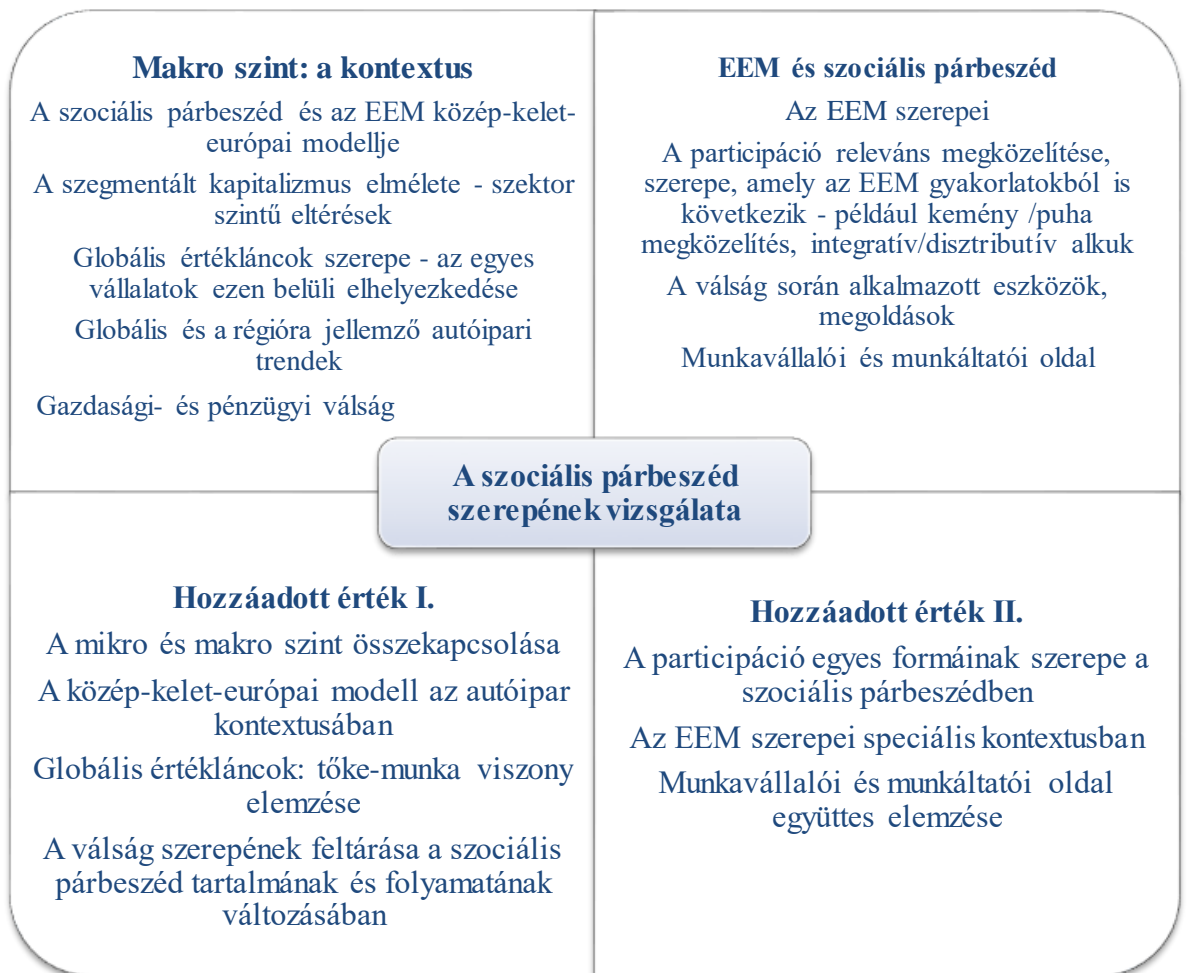 Makro szint: a kontextus
A szociális párbeszéd és az EEM közép-kelet-
európai modellje
A szegmentált kapitalizmus elmélete - szektor
szintű eltérések
Globális értékláncok szerepe - az egyes
vállalatok ezen belüli elhelyezkedése
Globális és a régióra jellemző autóipari
trendek
Gazdasági- és pénzügyi válság
EEM és szociális párbeszéd
Az EEM szerepei
A participáció releváns megközelítése,
szerepe, amely az EEM gyakorlatokból is
következik - például kemény /puha
megközelítés, integratív/disztributív alkuk
A válság során alkalmazott eszközök,
megoldások
Munkavállalói és munkáltatói oldal
A szociális párbeszéd
szerepének vizsgálata
Hozzáadott érték I.
A mikro és makro szint összekapcsolása
A közép-kelet-európai modell az autóipar
kontextusában
Globális értékláncok: tőke-munka viszony
elemzése
A válság szerepének feltárása a szociális
párbeszéd tartalmának és folyamatának
változásában
Hozzáadott érték II.
A participáció egyes formáinak szerepe a
szociális párbeszédben
Az EEM szerepei speciális kontextusban
Munkavállalói és munkáltatói oldal
együttes elemzése